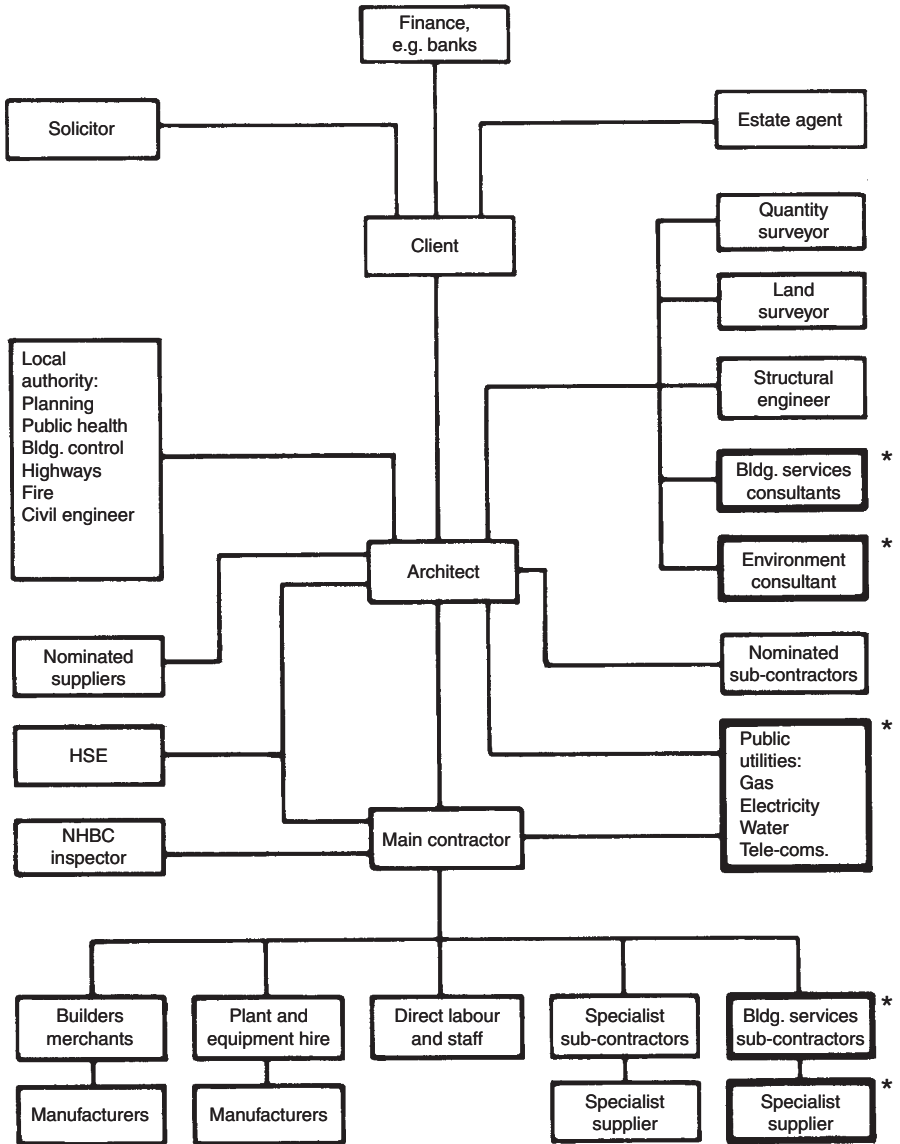 Finance,
e.g. banks
Solicitor
Estate agent
Client
Quantity
surveyor
Land
surveyor
Structural
engineer
Bldg. services
consultants
*
Environment
consultant
*
Local
authority:
Planning
Public health
Bldg. control
Highways
Fire
Civil engineer
Architect
Nominated
suppliers
Nominated
sub-contractors
HSE
Public
utilities:
Gas
Electricity
Water
Tele-coms.
*
NHBC
inspector
Main contractor
Builders
merchants
Plant and
equipment hire
Direct labour
and staff
Specialist
sub-contractors
Bldg. services
sub-contractors
*
Manufacturers
Manufacturers
Specialist
supplier
Specialist
supplier
*